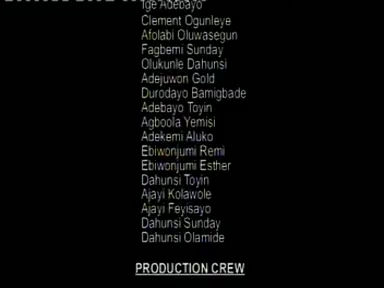 Ige Adebayo
Clement Ogunleye
Afolabi Oluwasegun
Fagbemi Sunday
Olukunle Dahunsi
Adejuwon Gold
Durodayo Bamigbade
Adebayo Toyin
Agboola Yemisi
Adekemi Aluko
Ebiwonjumi Remi
Ebiwonjumi Esther
Dahunsi Toyin
Ajayi Kolawole
Ajayi Feyisayo
Dahunsi Sunday
Dahunsi Olamide
PRODUCTION CREW